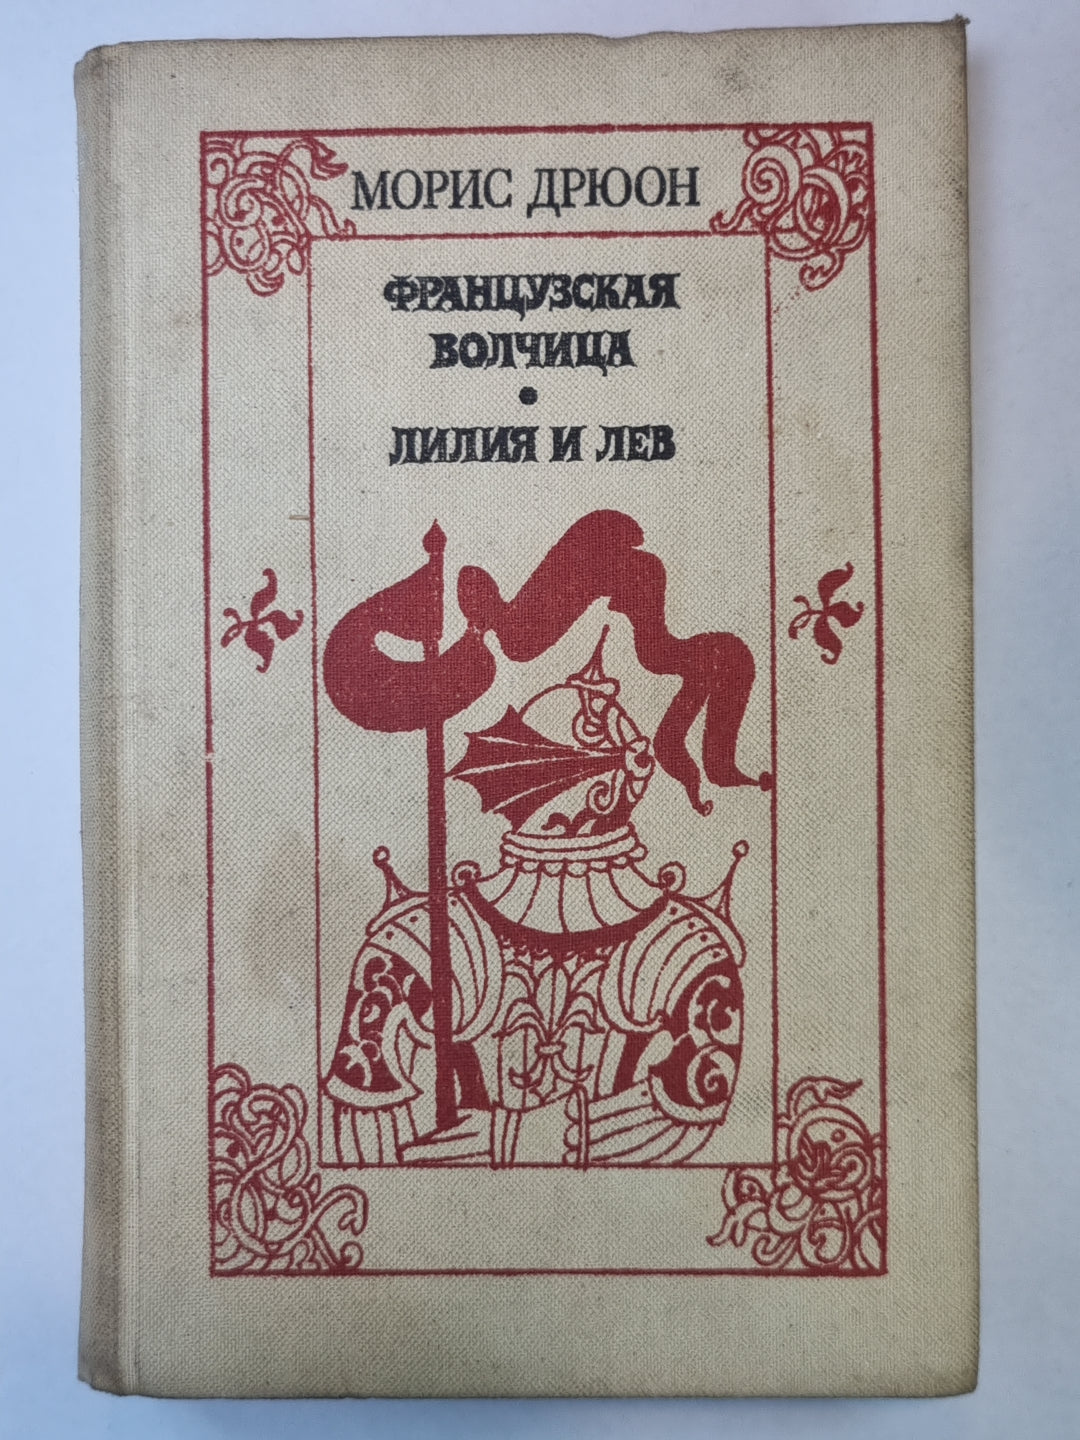 МОРИС ДРЮОН
ФРАНЦУЗСКАЯ
ВОЛЧИЦА
•
ЛИЛИЯ И ЛЕВ